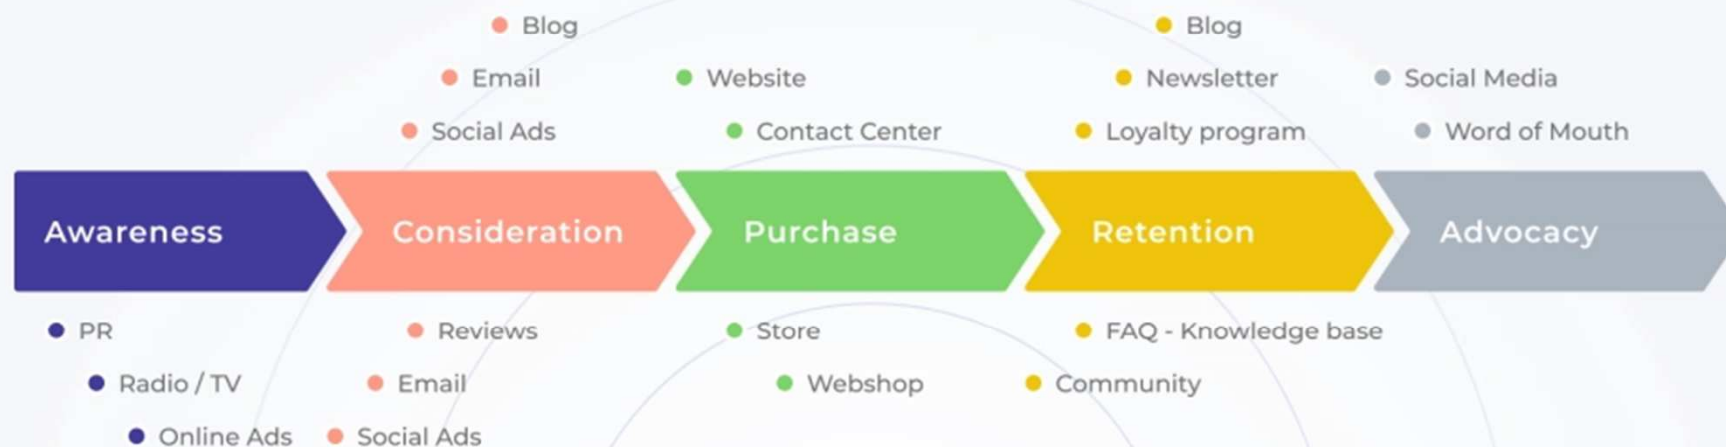 Blog
Blog
Email
Website
Newsletter
Social Media
Social Ads
Contact Center
Loyalty program
Word of Mouth
Awareness
Consideration
Purchase
Retention
Advocacy
PR
Reviews
Store
FAQ - Knowledge base
Radio / TV
Email
Webshop
Community
Online Ads
Social Ads